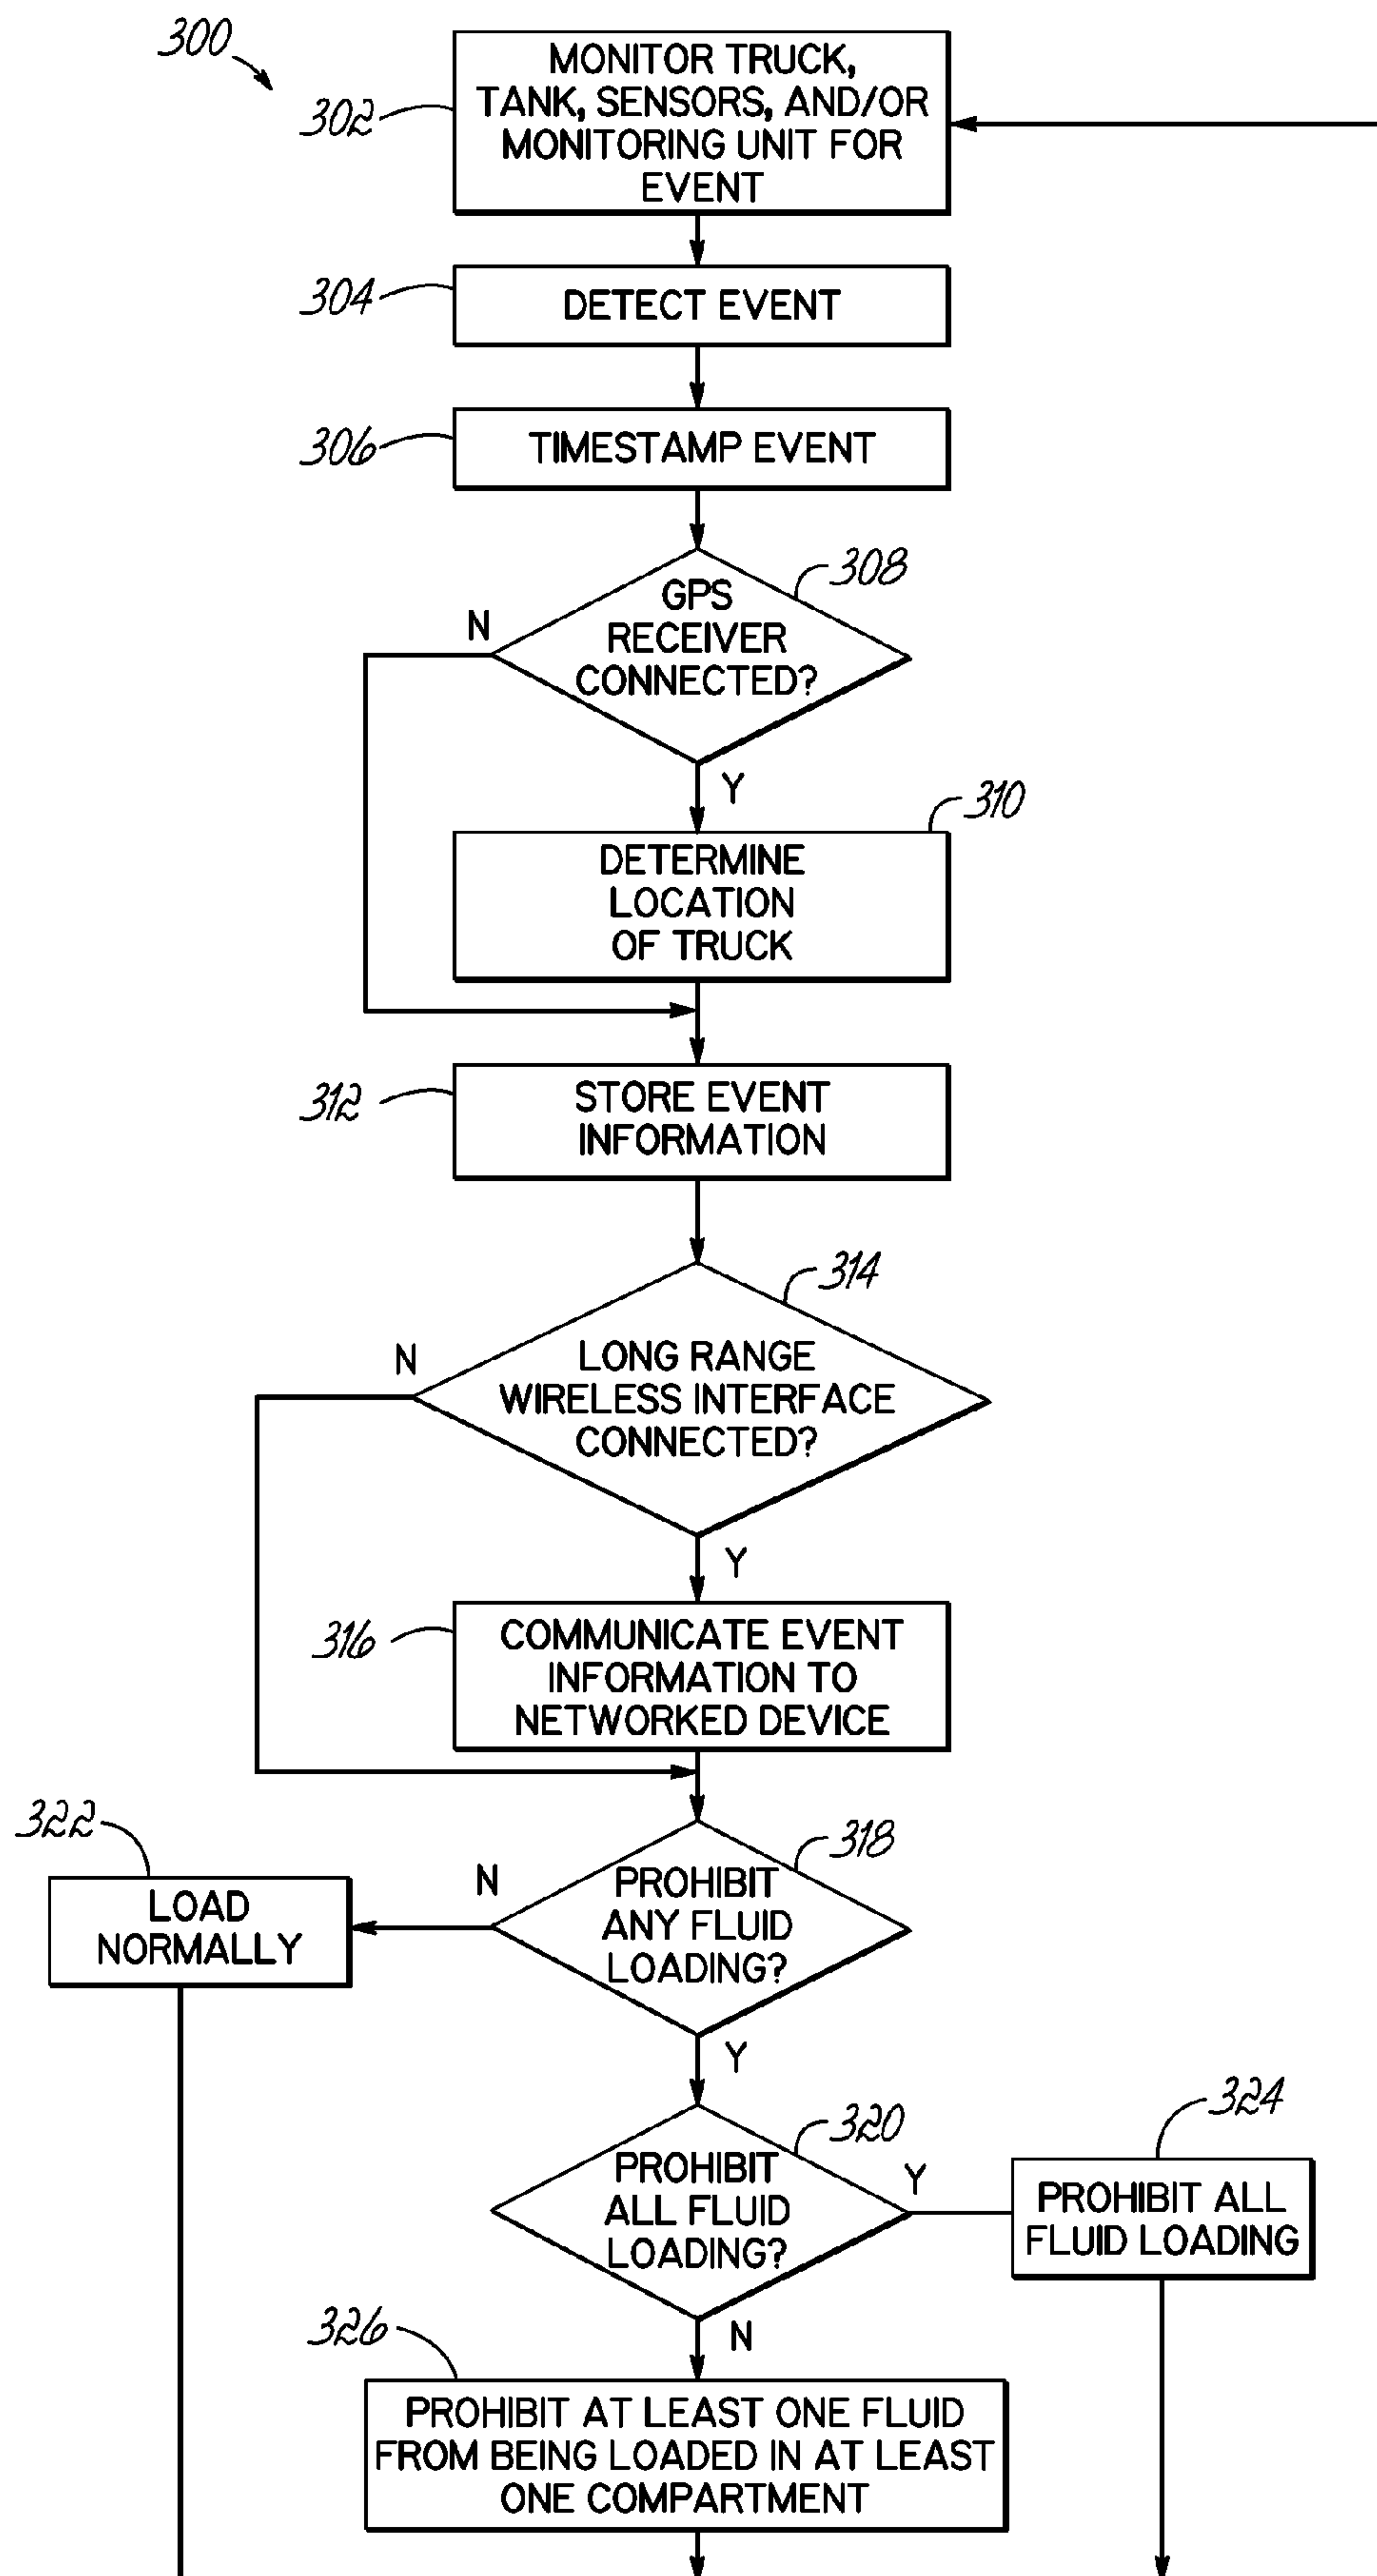 300
302
MONITOR TRUCK,
TANK, SENSORS, AND/OR
MONITORING UNIT FOR
EVENT
304
DETECT EVENT
306
TIMESTAMP EVENT
308
GPS
RECEIVER
CONNECTED?
N
Y
310
DETERMINE
LOCATION
OF TRUCK
312
STORE EVENT
INFORMATION
314
N
LONG RANGE
WIRELESS INTERFACE
CONNECTED?
Y
316
COMMUNICATE EVENT
INFORMATION TO
NETWORKED DEVICE
322
LOAD
NORMALLY
318
N
PROHIBIT
ANY FLUID
LOADING?
Y
320
PROHIBIT
ALL FLUID
LOADING?
Y
324
PROHIBIT ALL
FLUID LOADING
N
326
PROHIBIT AT LEAST ONE FLUID
FROM BEING LOADED IN AT LEAST
ONE COMPARTMENT